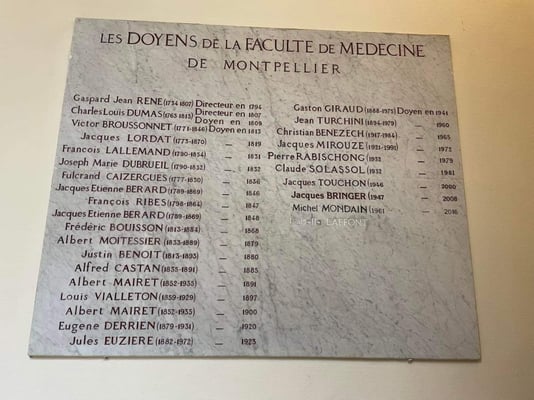 LES DOYENS DE LA FACULTE DE MEDECINE
DE MONTPELLIER
Gaspard Jean RENE (1734 1807) Directeur en 1794
Charles Louis DUMAS (1765 1813) Directeur en 1807
Doyen en 1809
Victor BROUSSONNET (1771-1846) Doyen en 1813
Jacques LORDAT (1773-1870) — 1819
François LALLEMAND (1790-1854) — 1831
Joseph Marie DUBRUEIL (1790-1852) — 1832
Fulcrand CAIZERGUES (1777-1850) — 1836
Jacques Etienne BERARD (1789-1869) — 1846
François RIBES (1798-1864) — 1847
Jacques Etienne BERARD (1789-1869) — 1848
Frédéric BOUISSON (1813-1884) — 1868
Albert MOITESSIER (1833-1889) — 1879
Justin BENOIT (1813-1893) — 1880
Alfred CASTAN (1835-1891) — 1885
Albert MAIRET (1852-1935) — 1891
Louis VIALLETON (1859-1929) — 1897
Albert MAIRET (1852-1935) — 1900
Eugène DERRIEN (1879-1931) — 1920
Jules EUZIERE (1882-1972) — 1925
Gaston GIRAUD (1888-1975) Doyen en 1941
Jean TURCHINI (1894-1979) — 1960
Christian BENEZECH (1917-1984) — 1965
Jacques MIROUZE (1921-1991) — 1972
Pierre RABISCHONG (1932 — 1979
Claude SOLASSOL (1932 — 1981
Jacques TOUCHON (1946 — 2000
Jacques BRINGER (1947 — 2008
Michel MONDAIN (1961 — 2016
LAFFONT